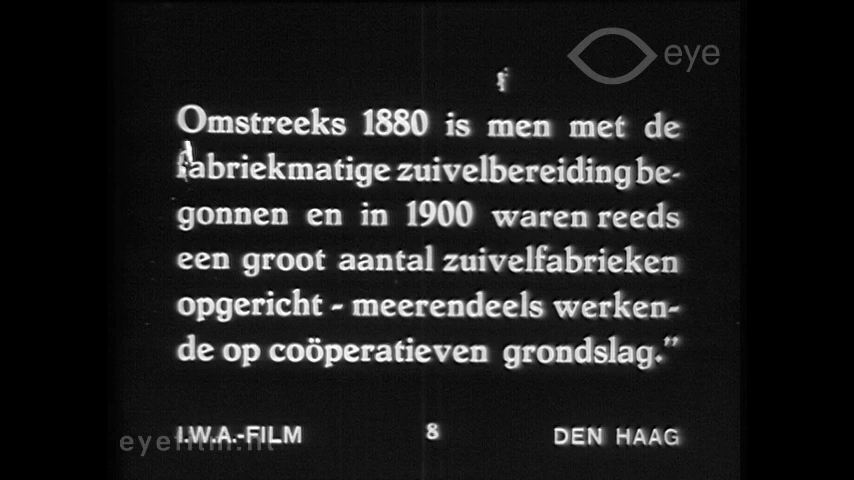 eye
Omstreeks 1880 is men met de
fabriekmatige zuivelbereiding be-
gonnen en in 1900 waren reeds
een groot aantal zuivelfabrieken
opgericht - meerendeels werken-
de op coöperatieven grondslag."
I.W.A.-FILM 8 DEN HAAG
eyefilm.nl